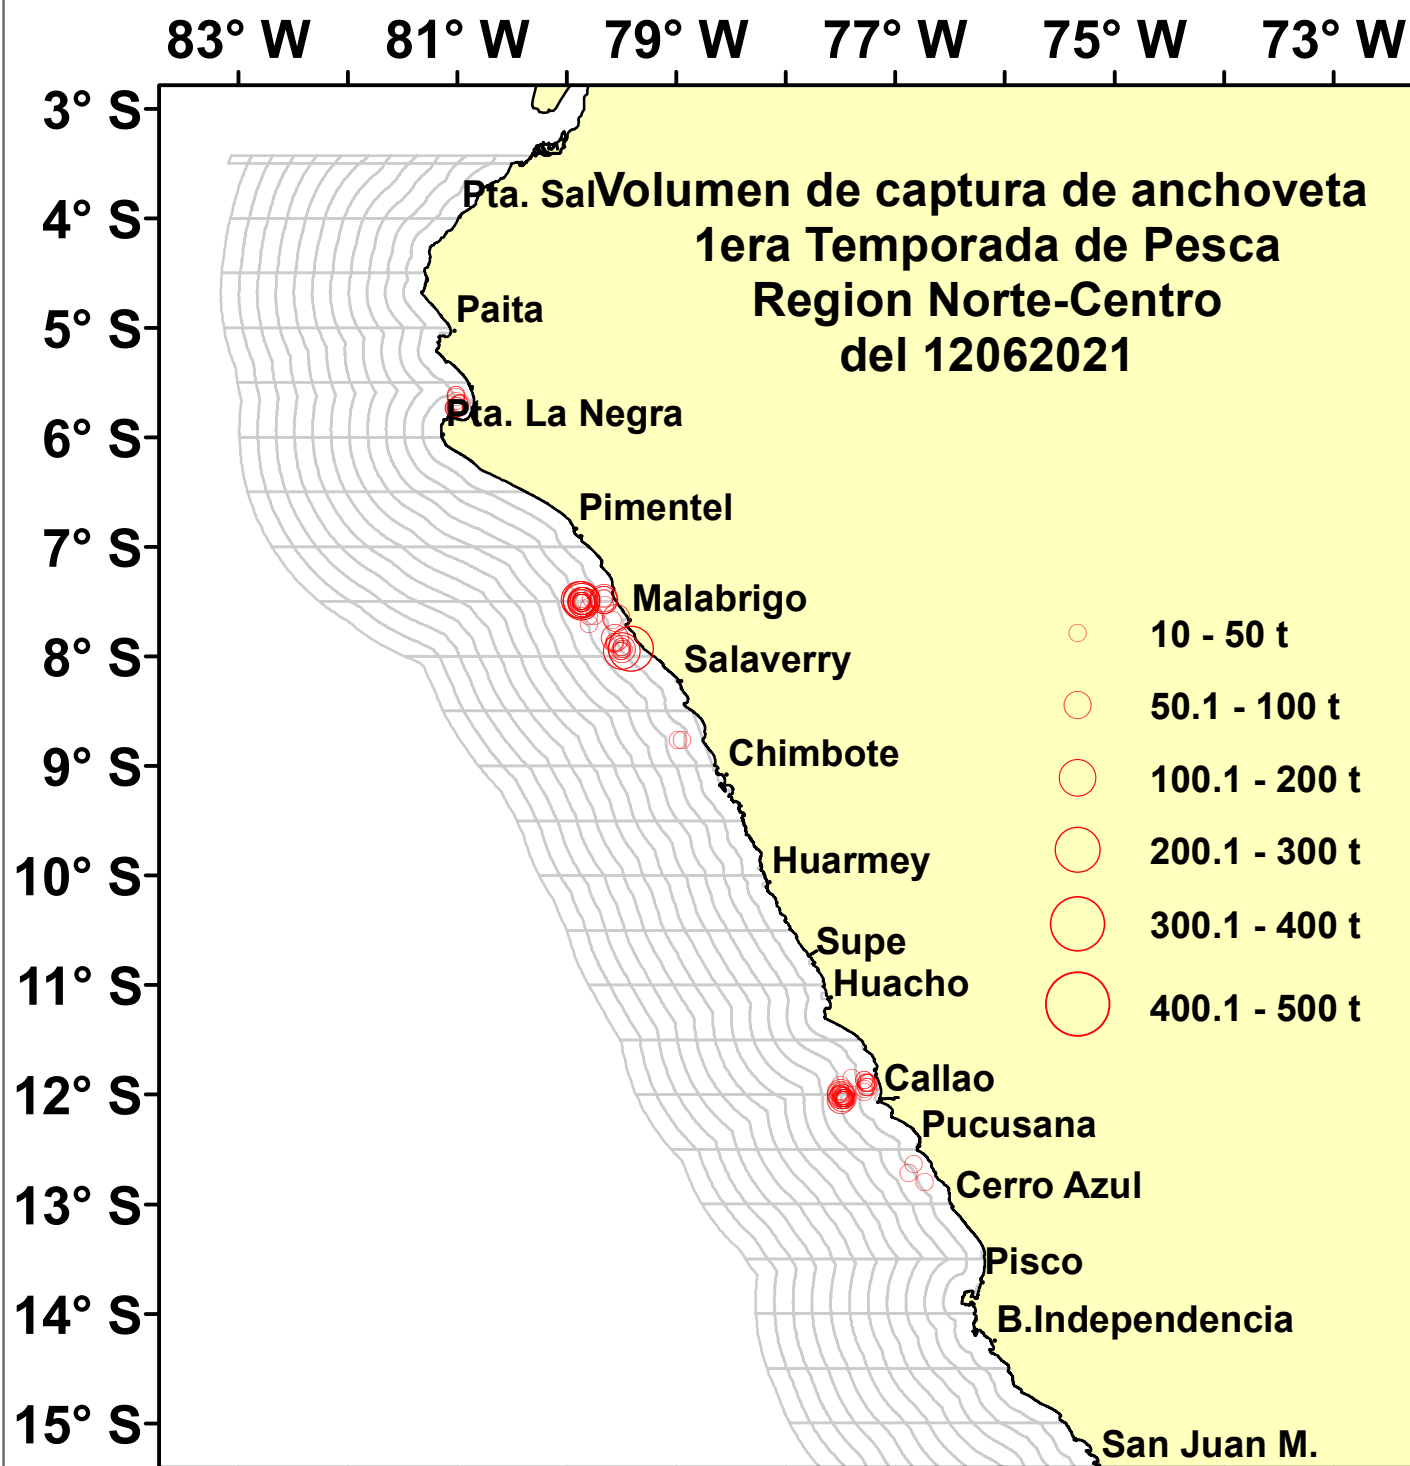 83° W 81° W 79° W 77° W 75° W 73° W
3° S
4° S
5° S
6° S
7° S
8° S
9° S
10° S
11° S
12° S
13° S
14° S
15° S
Volumen de captura de anchoveta
1era Temporada de Pesca
Region Norte-Centro
del 12062021
Pta. Sal
Paita
Pta. La Negra
Pimentel
Malabrigo
Salaverry
Chimbote
Huarmey
Supe
Huacho
Callao
Pucusana
Cerro Azul
Pisco
B.Independencia
San Juan M.
10 - 50 t
50.1 - 100 t
100.1 - 200 t
200.1 - 300 t
300.1 - 400 t
400.1 - 500 t